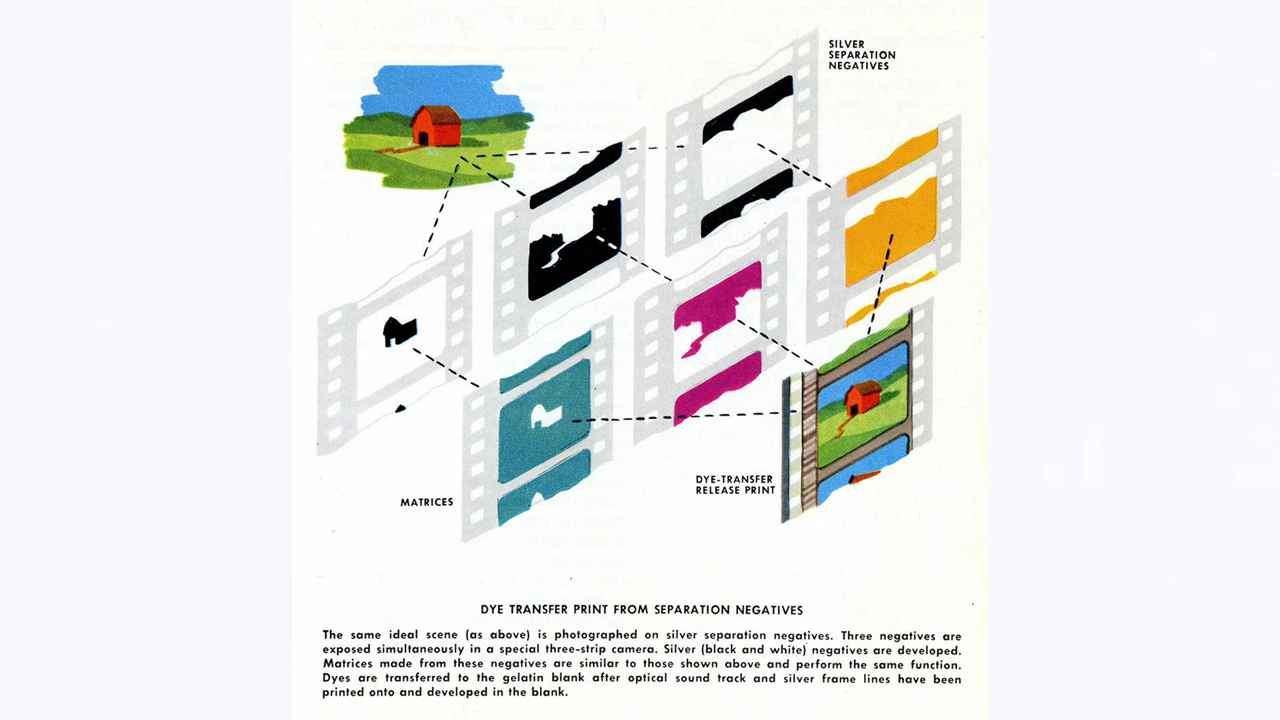 SILVER
SEPARATION
NEGATIVES
MATRICES
DYE-TRANSFER
RELEASE PRINT
DYE TRANSFER PRINT FROM SEPARATION NEGATIVES
The same ideal scene (as above) is photographed on silver separation negatives. Three negatives are
exposed simultaneously in a special three-strip camera. Silver (black and white) negatives are developed.
Matrices made from these negatives are similar to those shown above and perform the same function.
Dyes are transferred to the gelatin blank after optical sound track and silver frame lines have been
printed onto and developed in the blank.